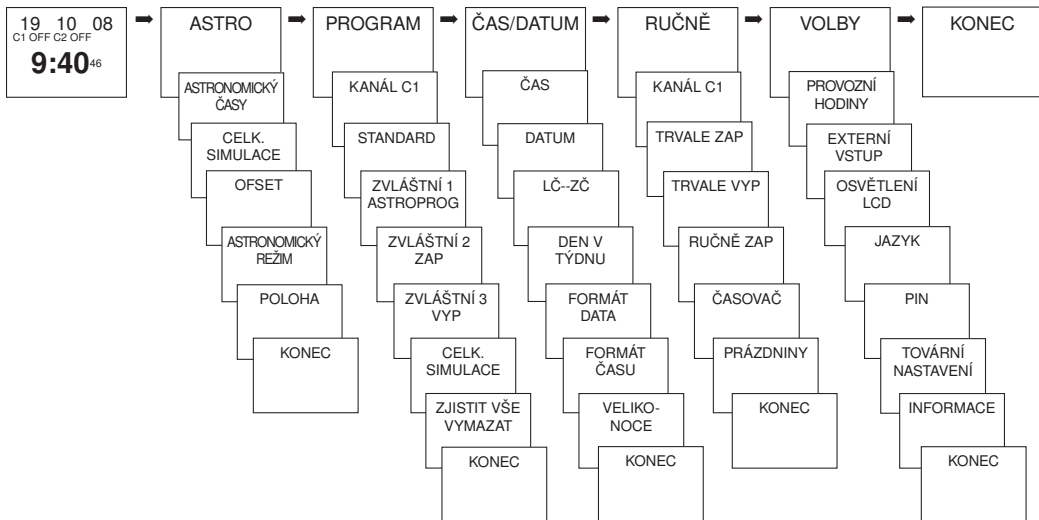 19 10 08
C1 OFF C2 OFF
9:40 46
ASTRO
ASTRONOMICKÝ
ČASY
CELK.
SIMULACE
OFSET
ASTRONOMICKÝ
REŽIM
POLOHA
KONEC
PROGRAM
KANÁL C1
STANDARD
ZVLÁŠTNÍ 1
ASTROPROG
ZVLÁŠTNÍ 2
ZAP
ZVLÁŠTNÍ 3
VYP
CELK.
SIMULACE
ZJISTIT VŠE
VYMAZAT
KONEC
ČAS/DATUM
ČAS
DATUM
LČ--ZČ
DEN V
TÝDNU
FORMÁT
DATA
FORMÁT
ČASU
VELIKO-
NOCE
KONEC
RUČNĚ
KANÁL C1
TRVALE ZAP
TRVALE VYP
RUČNĚ ZAP
ČASOVAČ
PRÁZDNINY
KONEC
VOLBY
PROVOZNÍ
HODINY
EXTERNÍ
VSTUP
OSVĚTLENÍ
LCD
JAZYK
PIN
TOVÁRNÍ
NASTAVENÍ
INFORMACE
KONEC
KONEC